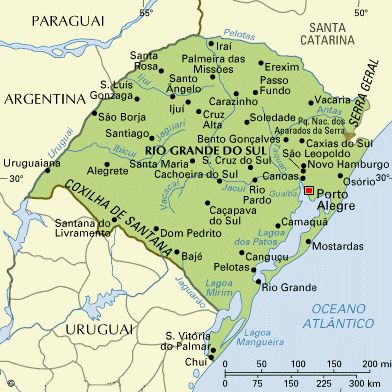 55°
50°
PARAGUAI
SANTA
CATARINA
Pelotas
Iraí
Palmeira das
Missões
Erexim
Santa
Rosa
Santo
Ângelo
Passo
Fundo
SERRA GERAL
S. Luís
Gonzaga
Carazinho
Vacaria
ARGENTINA
Ijuí
Ijuí
Cruz
Alta
Antas
Soledade
Pq. Nac. dos
Aparados da Serra
São Borja
Uruguai
Jaguari
Santiago
Bento Gonçalves
Caxias do Sul
São Leopoldo
Ibicuí
RIO GRANDE DO SUL
Uruguaiana
Santa Maria
S. Cruz do Sul
Novo Hamburgo
Alegrete
Cachoeira do Sul
Canoas
30°
30°
Osório
Jacuí
Vacacaí
Rio
Pardo
Guaíba
Porto
Alegre
COXILHA DE SANTANA
Caçapava
do Sul
Santana do
Livramento
Camaquã
Dom Pedrito
Lagoa
dos Patos
Mostardas
Bajé
Canguçu
Pelotas
Jaguarão
Lagoa
Mirim
Rio Grande
URUGUAI
OCEANO
ATLÂNTICO
Lagoa
Mangueira
S. Vitória
do Palmar
Chuí
0 50 100 150 200 mi
0 75 150 225 300 km
©